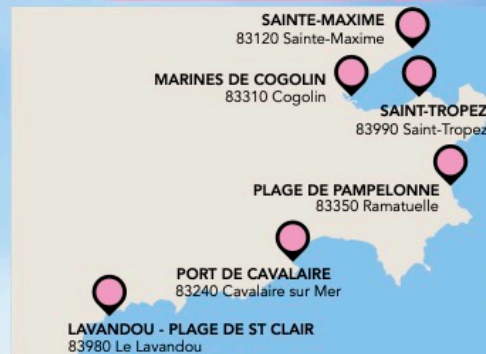 SAINTE-MAXIME
83120 Sainte-Maxime
MARINES DE COGOLIN
83310 Cogolin
SAINT-TROPEZ
83990 Saint-Tropez
PLAGE DE PAMPELONNE
83350 Ramatuelle
PORT DE CAVALAIRE
83240 Cavalaire sur Mer
LAVANDOU - PLAGE DE ST CLAIR
83980 Le Lavandou